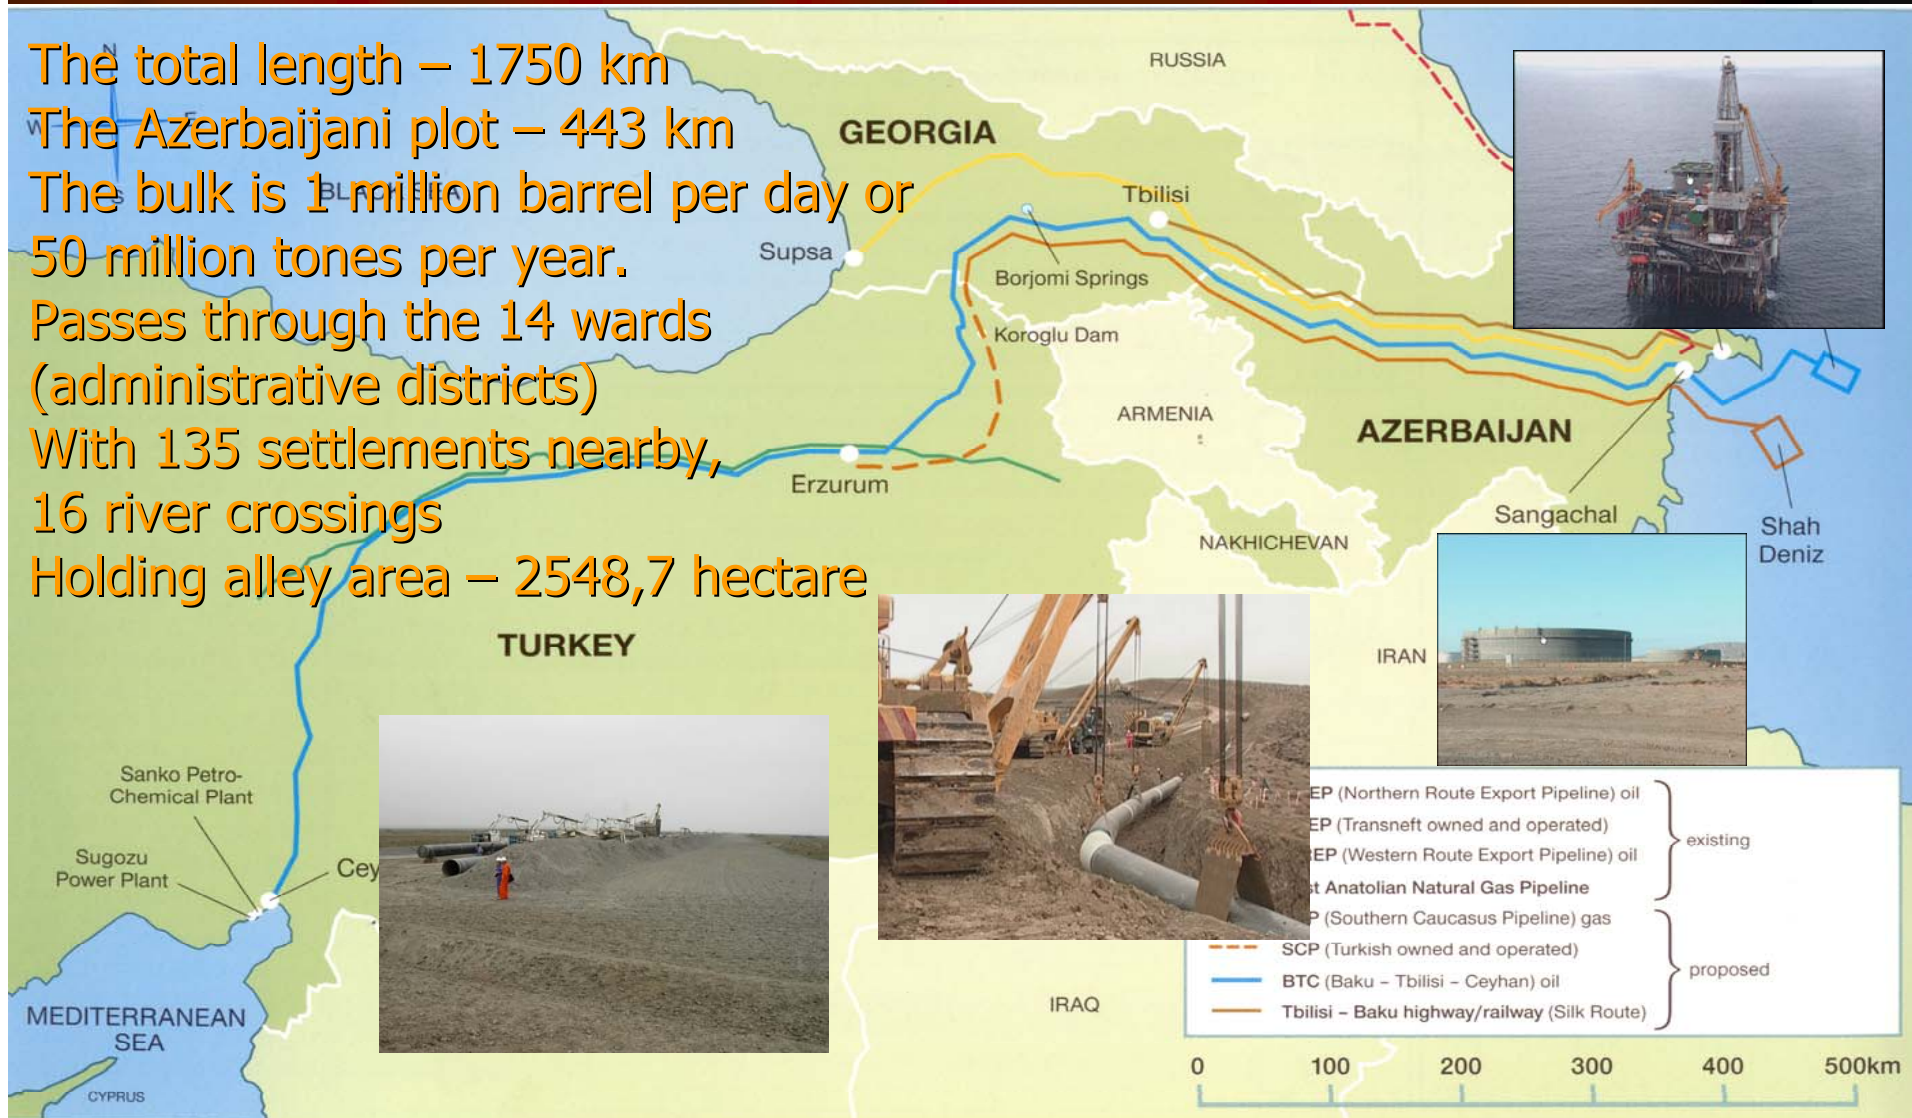 The total length – 1750 km
The Azerbaijani plot – 443 km
The bulk is 1 million barrel per day or
50 million tones per year.
Passes through the 14 wards
(administrative districts)
With 135 settlements nearby,
16 river crossings
Holding alley area – 2548,7 hectare
N
W
E
S
BLACK SEA
RUSSIA
GEORGIA
Tbilisi
Supsa
Borjomi Springs
Koroglu Dam
ARMENIA
AZERBAIJAN
Erzurum
Sangachal
Shah
Deniz
NAKHICHEVAN
TURKEY
IRAN
Sanko Petro-
Chemical Plant
Sugozu
Power Plant
Cey
MEDITERRANEAN
SEA
CYPRUS
IRAQ
EP (Northern Route Export Pipeline) oil
EP (Transneft owned and operated)
REP (Western Route Export Pipeline) oil
existing
st Anatolian Natural Gas Pipeline
P (Southern Caucasus Pipeline) gas
SCP (Turkish owned and operated)
proposed
BTC (Baku – Tbilisi – Ceyhan) oil
Tbilisi – Baku highway/railway (Silk Route)
0 100 200 300 400 500km